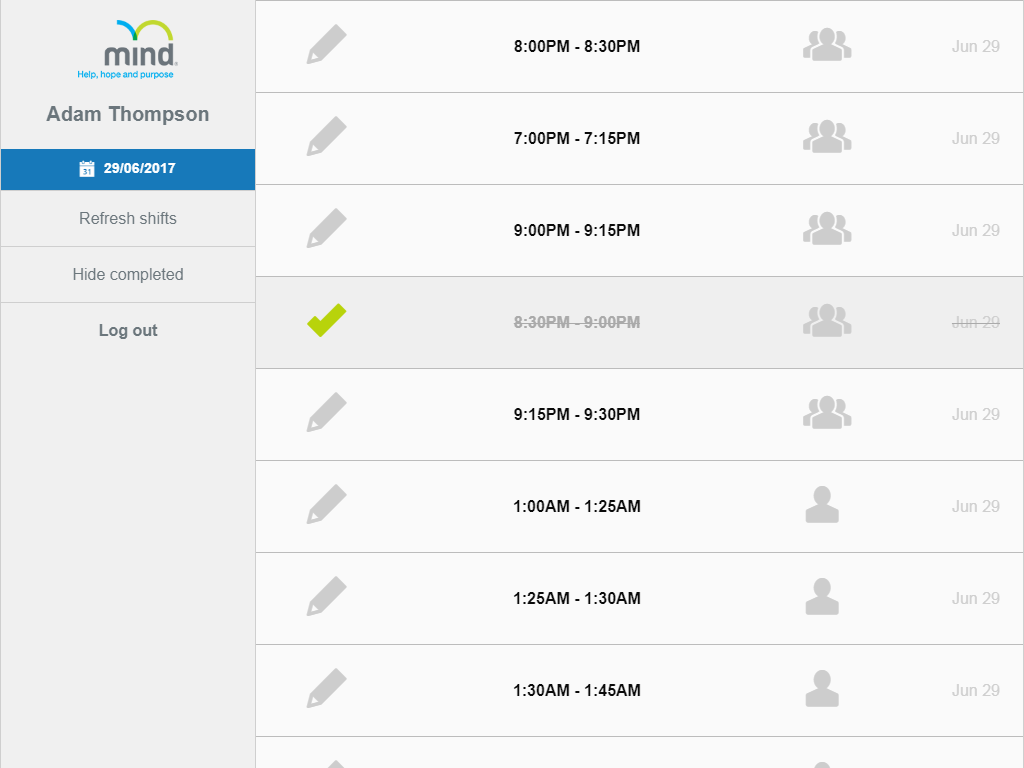 mind.
Help, hope and purpose
Adam Thompson
31 29/06/2017
Refresh shifts
Hide completed
Log out
8:00PM - 8:30PM Jun 29
7:00PM - 7:15PM Jun 29
9:00PM - 9:15PM Jun 29
8:30PM - 9:00PM Jun 29
9:15PM - 9:30PM Jun 29
1:00AM - 1:25AM Jun 29
1:25AM - 1:30AM Jun 29
1:30AM - 1:45AM Jun 29